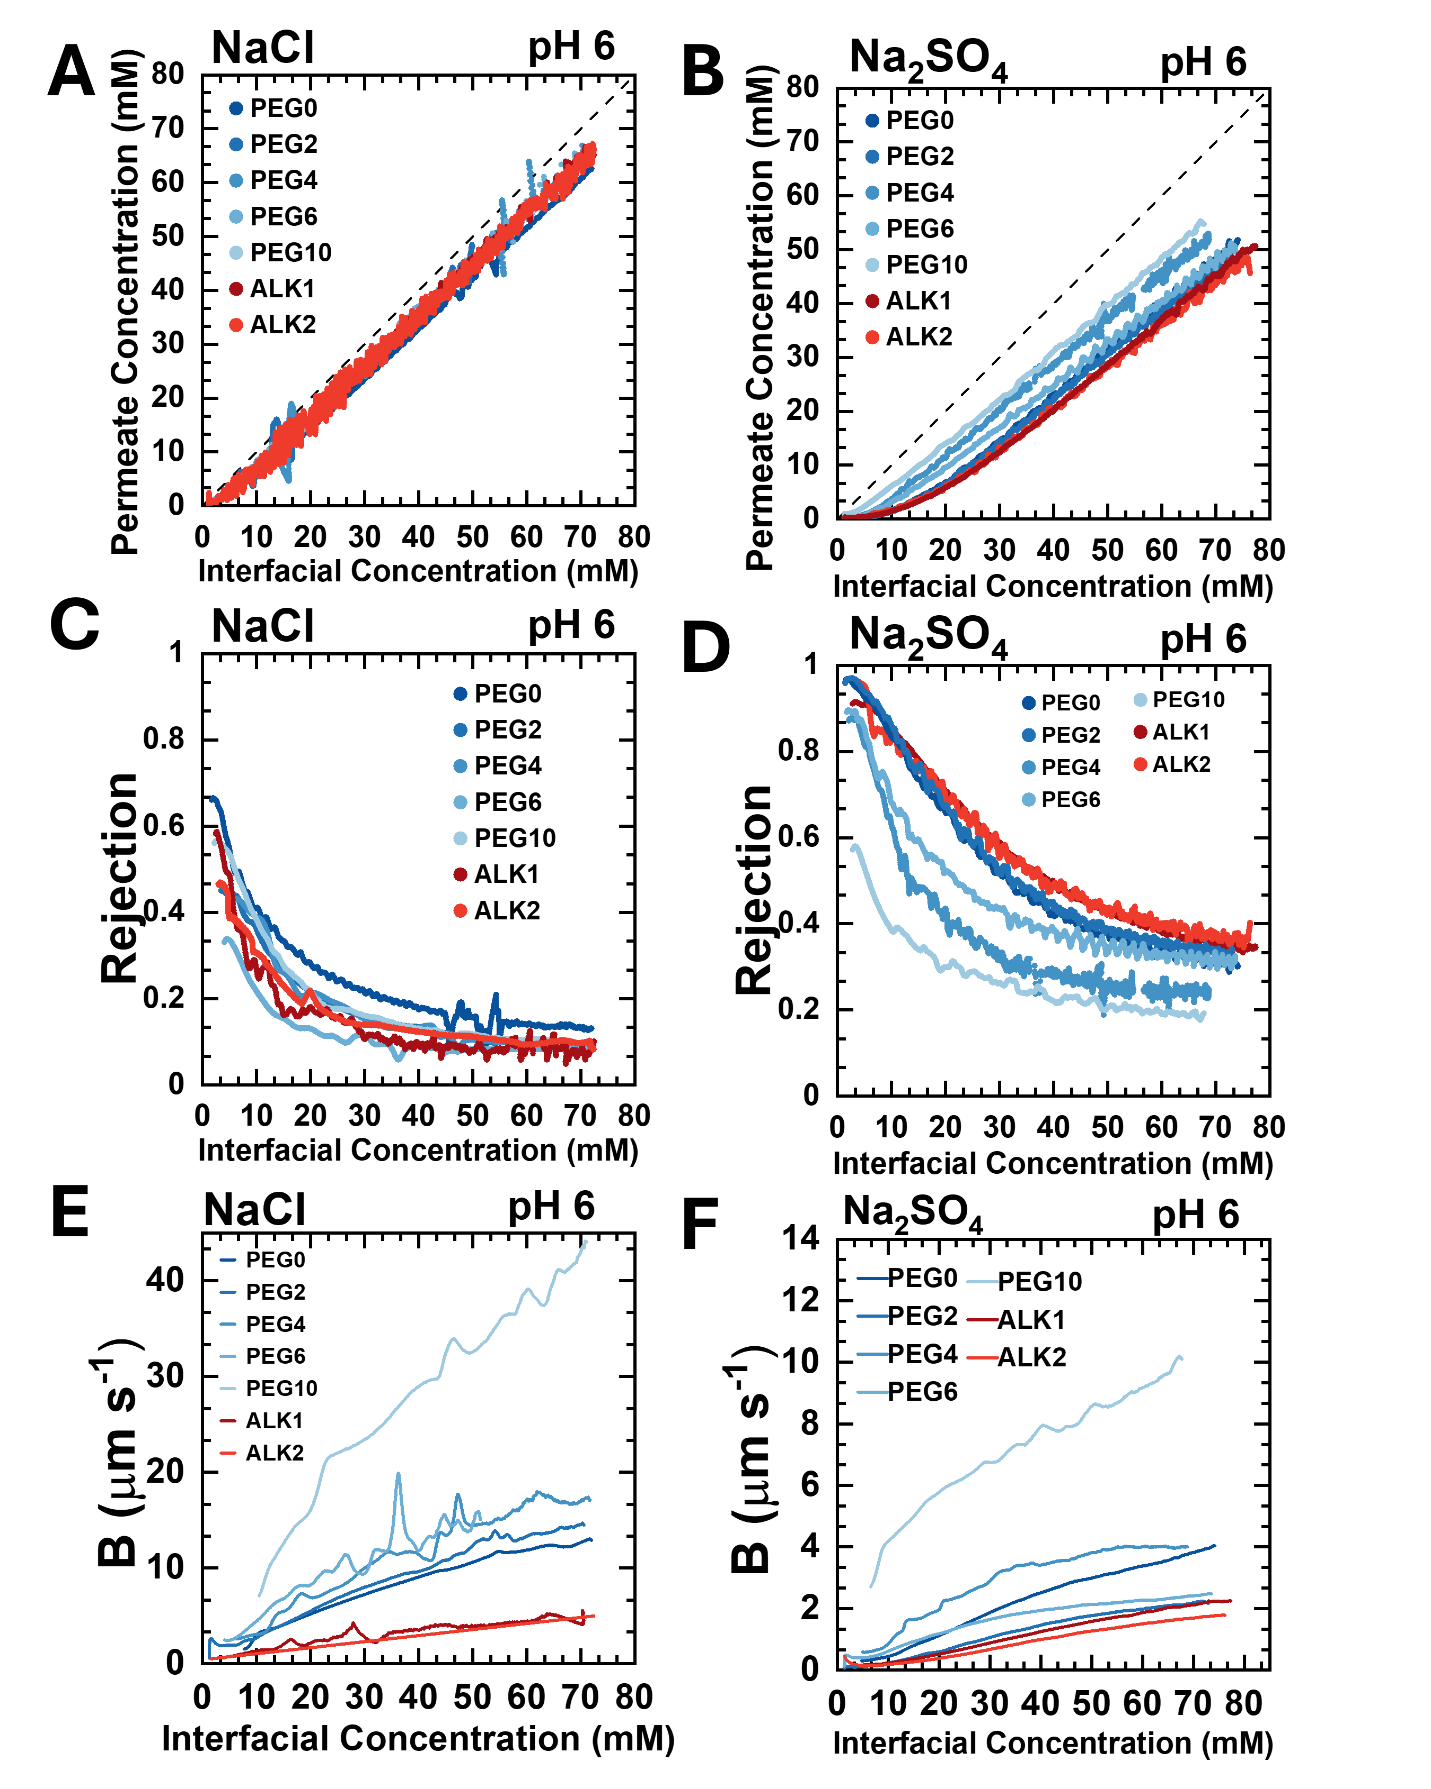 A
NaCl
pH 6
Permeate Concentration (mM)
80
70
60
50
40
30
20
10
0
PEG0
PEG2
PEG4
PEG6
PEG10
ALK1
ALK2
0 10 20 30 40 50 60 70 80
Interfacial Concentration (mM)
B
Na₂SO₄
pH 6
Permeate Concentration (mM)
80
70
60
50
40
30
20
10
0
PEG0
PEG2
PEG4
PEG6
PEG10
ALK1
ALK2
0 10 20 30 40 50 60 70 80
Interfacial Concentration (mM)
C
NaCl
pH 6
Rejection
1
0.8
0.6
0.4
0.2
0
PEG0
PEG2
PEG4
PEG6
PEG10
ALK1
ALK2
0 10 20 30 40 50 60 70 80
Interfacial Concentration (mM)
D
Na₂SO₄
pH 6
Rejection
1
0.8
0.6
0.4
0.2
0
PEG0
PEG2
PEG4
PEG6
PEG10
ALK1
ALK2
0 10 20 30 40 50 60 70 80
Interfacial Concentration (mM)
E
NaCl
pH 6
B (μm s⁻¹)
40
30
20
10
0
PEG0
PEG2
PEG4
PEG6
PEG10
ALK1
ALK2
0 10 20 30 40 50 60 70 80
Interfacial Concentration (mM)
F
Na₂SO₄
pH 6
B (μm s⁻¹)
14
12
10
8
6
4
2
0
PEG0
PEG2
PEG4
PEG6
PEG10
ALK1
ALK2
0 10 20 30 40 50 60 70 80
Interfacial Concentration (mM)